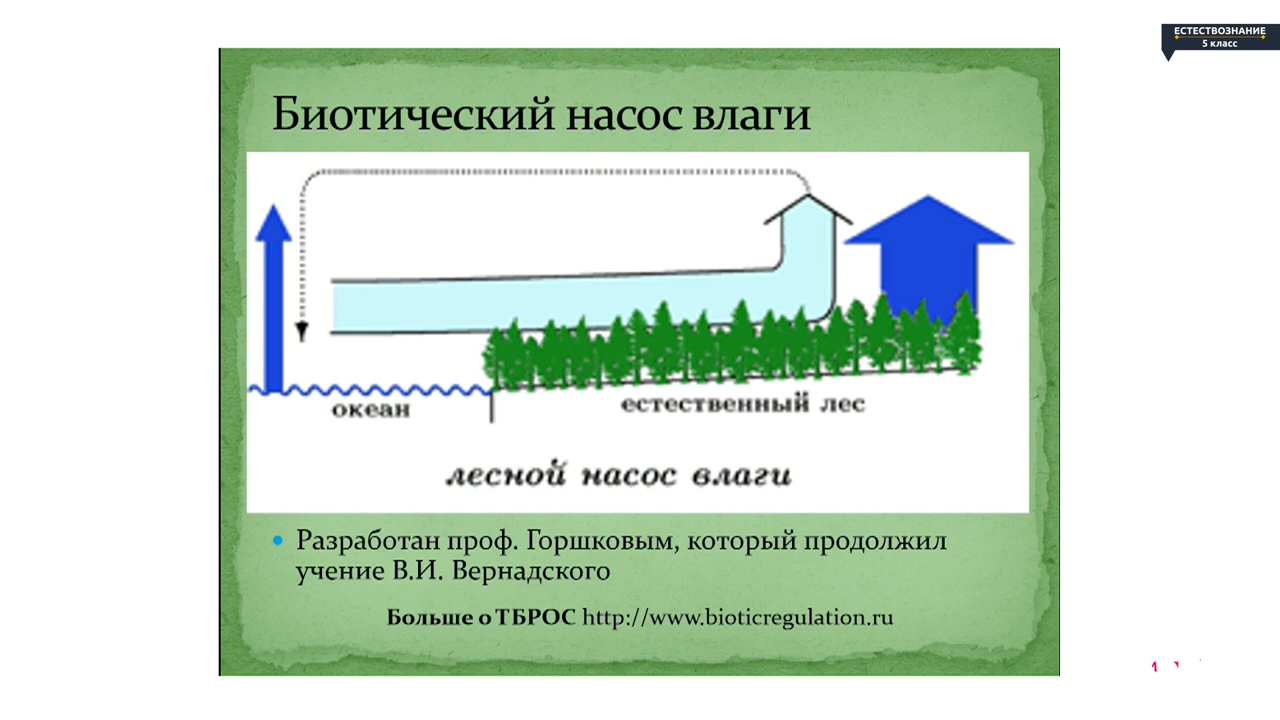 ЕСТЕСТВОЗНАНИЕ
5 класс
Биотический насос влаги
океан
естественный лес
лесной насос влаги
Разработан проф. Горшковым, который продолжил
учение В.И. Вернадского
Больше о ТБРОС http://www.bioticregulation.ru